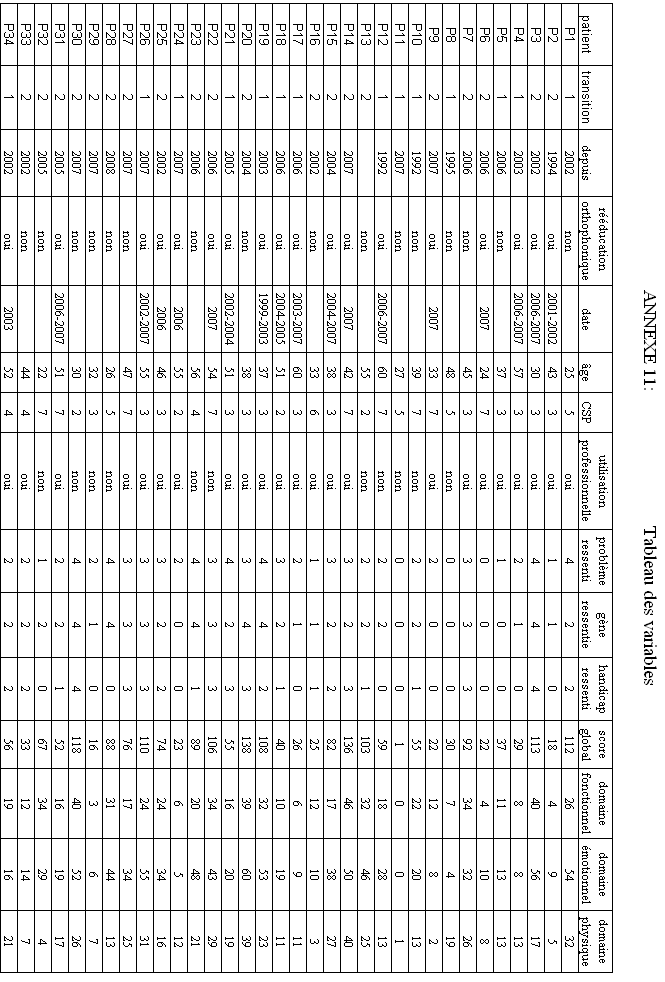 ANNEXE 11: Tableau des variables
patient transition depuis rééducation orthophonique date âge CSP utilisation professionnelle problème ressenti gène ressentie handicap ressenti score global domaine fonctionnel domaine émotionnel domaine physique
P1 1 2002 non 25 5 oui 4 2 2 112 26 54 32
P2 2 1994 oui 2001-2002 43 3 oui 1 1 0 18 4 9 5
P3 2 2002 oui 2006-2007 30 3 oui 4 4 4 113 40 56 17
P4 1 2003 oui 2006-2007 57 3 oui 2 1 0 29 8 8 13
P5 1 2006 non 37 3 oui 1 0 0 37 11 13 13
P6 2 2006 oui 2007 24 7 oui 0 0 0 22 4 10 8
P7 2 2006 non 45 3 oui 3 3 3 92 34 32 26
P8 1 1995 non 48 5 non 0 0 0 30 7 4 19
P9 2 2007 oui 2007 33 7 oui 2 0 0 22 12 8 2
P10 1 1992 non 39 7 non 2 2 1 55 22 20 13
P11 1 2007 non 27 5 non 0 0 0 1 0 0 1
P12 1 1992 oui 2006-2007 60 7 oui 2 2 0 59 18 28 13
P13 2 non 55 2 non 2 2 1 103 32 46 25
P14 2 2007 oui 2007 42 7 oui 3 2 3 136 46 50 40
P15 2 2004 oui 2004-2007 38 3 oui 3 2 2 82 17 38 27
P16 2 2002 non 33 6 oui 1 1 1 25 12 10 3
P17 1 2006 oui 2003-2007 60 3 oui 2 1 0 26 6 9 11
P18 1 2006 oui 2004-2005 51 2 oui 3 2 1 40 10 19 11
P19 1 2003 oui 1999-2003 37 3 oui 4 4 2 108 32 53 23
P20 2 2004 non 38 3 oui 3 4 3 138 39 60 39
P21 1 2005 oui 2002-2004 51 3 oui 4 2 3 55 16 20 19
P22 2 2006 oui 2007 54 7 non 3 3 3 106 34 43 29
P23 2 2006 non 56 4 non 4 4 1 89 20 48 21
P24 1 2007 oui 2006 55 2 oui 2 0 0 23 6 5 12
P25 2 2002 oui 2006 46 3 oui 3 2 2 74 24 34 16
P26 1 2007 oui 2002-2007 55 3 oui 3 3 3 110 24 55 31
P27 2 2007 non 47 7 oui 3 3 3 76 17 34 25
P28 2 2008 non 26 5 non 4 4 0 88 31 44 13
P29 2 2007 non 32 3 oui 2 1 0 16 3 6 7
P30 2 2007 non 30 2 non 4 4 4 118 40 52 26
P31 1 2005 oui 2006-2007 51 7 oui 2 2 1 52 16 19 17
P32 2 2005 non 22 7 non 1 2 0 67 34 29 4
P33 2 2002 non 44 4 oui 2 2 2 33 12 14 7
P34 1 2002 oui 2003 52 4 oui 2 2 2 56 19 16 21